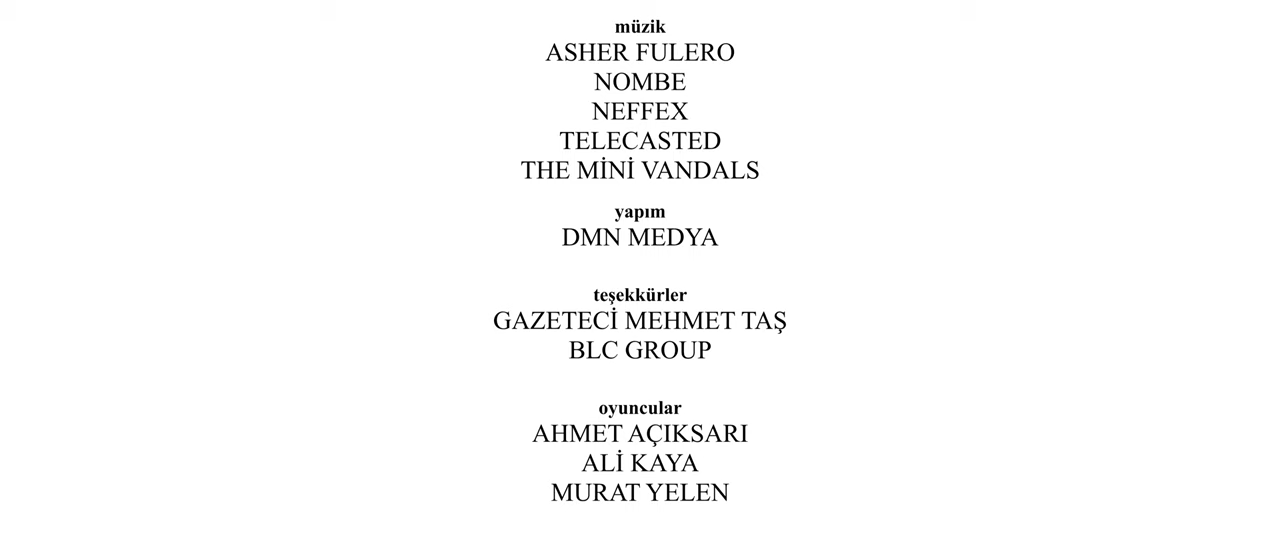 müzik
ASHER FULERO
NOMBE
NEFFEX
TELECASTED
THE MİNİ VANDALS
yapım
DMN MEDYA
teşekkürler
GAZETECİ MEHMET TAŞ
BLC GROUP
oyuncular
AHMET AÇIKSARI
ALİ KAYA
MURAT YELEN